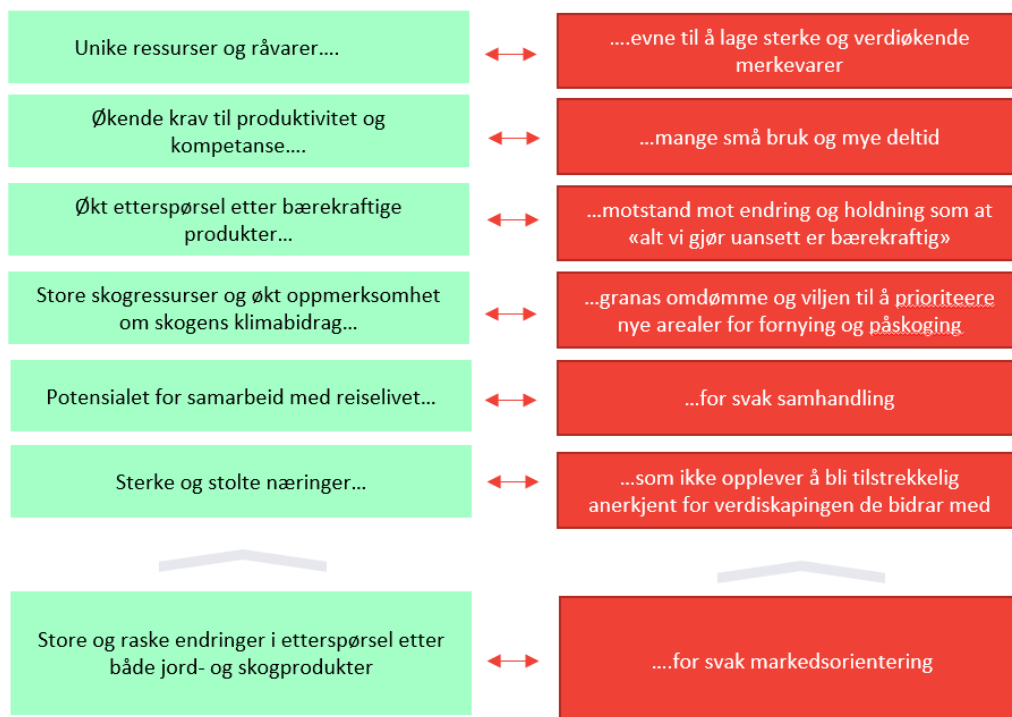 Unike ressurser og råvarer....
....evne til å lage sterke og verdiøkende
merkevarer
Økende krav til produktivitet og
kompetanse....
...mange små bruk og mye deltid
Økt etterspørsel etter bærekraftige
produkter...
...motstand mot endring og holdning som at
«alt vi gjør uansett er bærekraftig»
Store skogressurser og økt oppmerksomhet
om skogens klimabidrag...
...granas omdømme og viljen til å prioriteere
nye arealer for fornying og påskoging
Potensialet for samarbeid med reiselivet...
...for svak samhandling
Sterke og stolte næringer...
...som ikke opplever å bli tilstrekkelig
anerkjent for verdiskapingen de bidrar med
Store og raske endringer i etterspørsel etter
både jord- og skogprodukter
....for svak markedsorientering